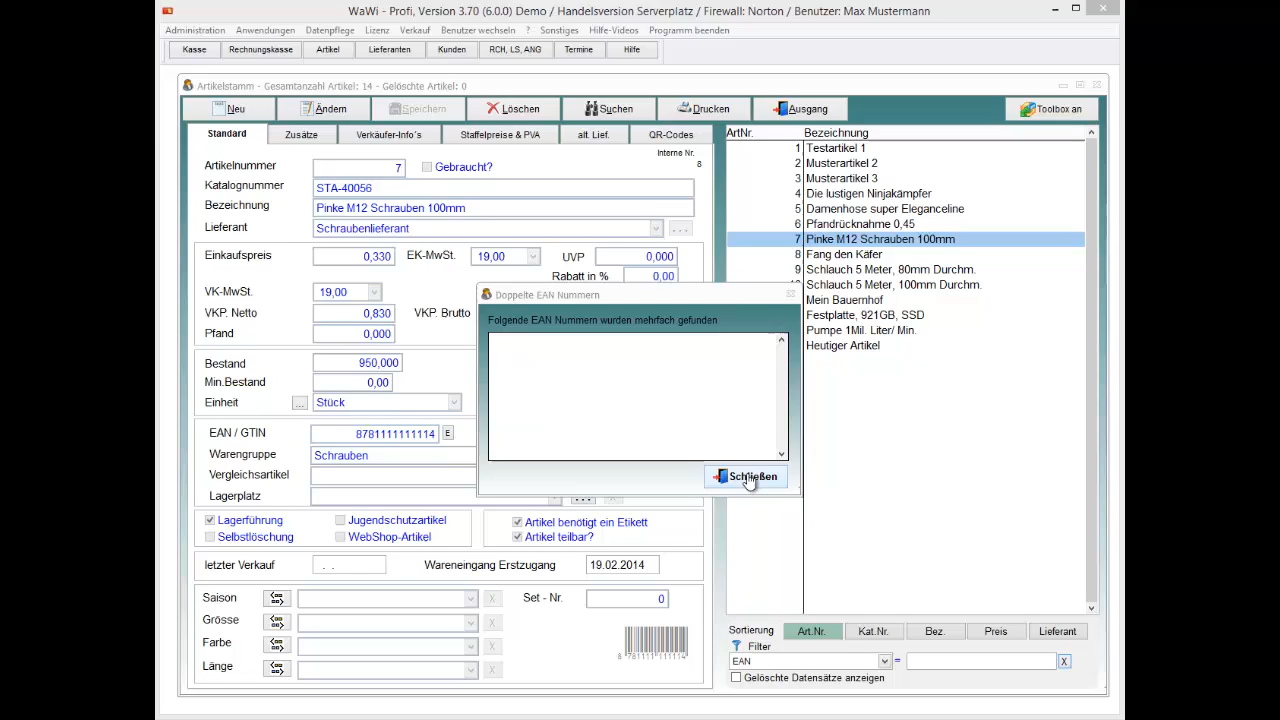 WaWi - Profi, Version 3.70 (6.0.0) Demo / Handelsversion Serverplatz / Firewall: Norton / Benutzer: Max Mustermann
Administration Anwendungen Datenpflege Lizenz Verkauf Benutzer wechseln ? Sonstiges Hilfe-Videos Programm beenden
Kasse Rechnungskasse Artikel Lieferanten Kunden RCH, LS, ANG Termine Hilfe
Artikelstamm - Gesamtanzahl Artikel: 14 - Gelöschte Artikel: 0
Neu Ändern Speichern Löschen Suchen Drucken Ausgang Toolbox an
Standard Zusätze Verkäufer-Info´s Staffelpreise & PVA alt. Lief. QR-Codes
Interne Nr.
8
Artikelnummer 7 Gebraucht?
Katalognummer STA-40056
Bezeichnung Pinke M12 Schrauben 100mm
Lieferant Schraubenlieferant ...
Einkaufspreis 0,330 EK-MwSt. 19,00 UVP 0,000
Rabatt in % 0,00
VK-MwSt. 19,00
VKP. Netto 0,830 VKP. Brutto
Pfand 0,000
Bestand 950,000
Min.Bestand 0,00
Einheit ... Stück
EAN / GTIN 8781111111114 E
Warengruppe Schrauben
Vergleichsartikel
Lagerplatz ...
Doppelte EAN Nummern
Folgende EAN Nummern wurden mehrfach gefunden
Schließen
Lagerführung Jugendschutzartikel Artikel benötigt ein Etikett
Selbstlöschung WebShop-Artikel Artikel teilbar?
letzter Verkauf . . Wareneingang Erstzugang 19.02.2014
Saison X Set - Nr. 0
Grösse X
Farbe X
Länge X
8 781111 111114
ArtNr. Bezeichnung
1 Testartikel 1
2 Musterartikel 2
3 Musterartikel 3
4 Die lustigen Ninjakämpfer
5 Damenhose super Eleganceline
6 Pfandrücknahme 0,45
7 Pinke M12 Schrauben 100mm
8 Fang den Käfer
9 Schlauch 5 Meter, 80mm Durchm.
Schlauch 5 Meter, 100mm Durchm.
Mein Bauernhof
Festplatte, 921GB, SSD
Pumpe 1Mil. Liter/ Min.
Heutiger Artikel
Sortierung Art.Nr. Kat.Nr. Bez. Preis Lieferant
Filter
EAN = X
Gelöschte Datensätze anzeigen